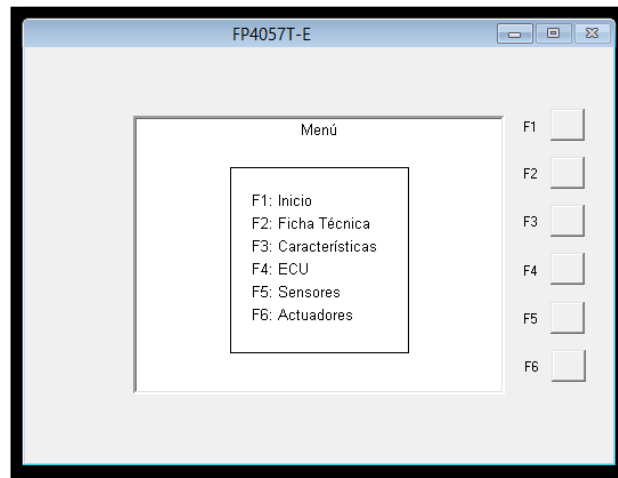 FP4057T-E
Menú
F1: Inicio
F2: Ficha Técnica
F3: Característícas
F4: ECU
F5: Sensores
F6: Actuadores
F1
F2
F3
F4
F5
F6